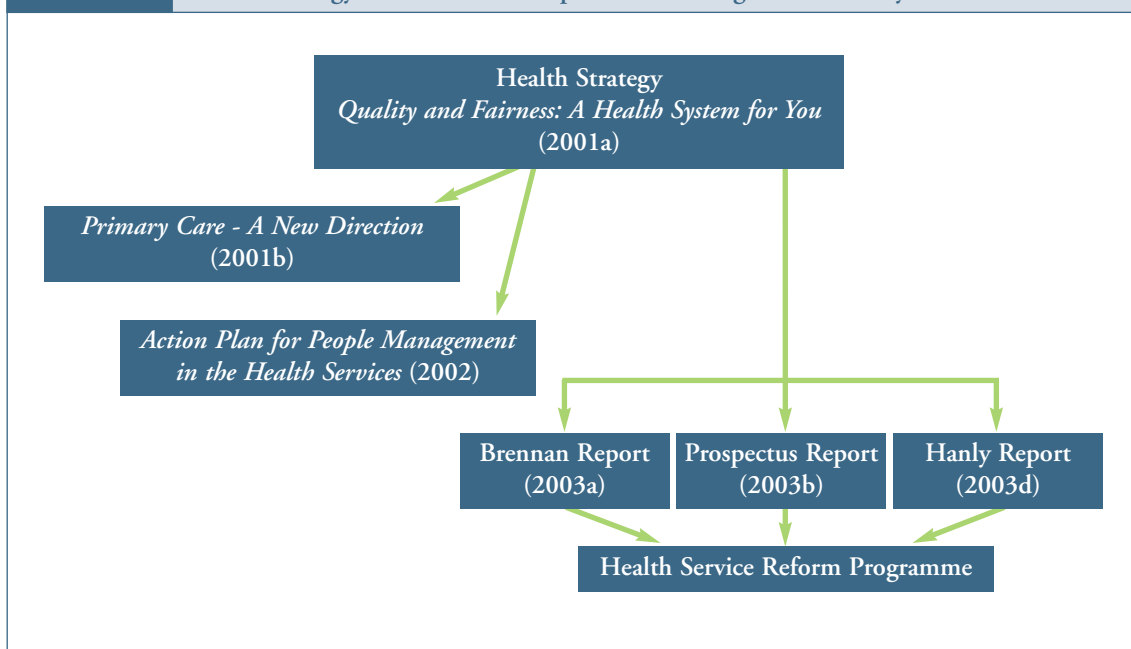 Health Strategy
Quality and Fairness: A Health System for You
(2001a)
Primary Care - A New Direction
(2001b)
Action Plan for People Management
in the Health Services (2002)
Brennan Report
(2003a)
Prospectus Report
(2003b)
Hanly Report
(2003d)
Health Service Reform Programme